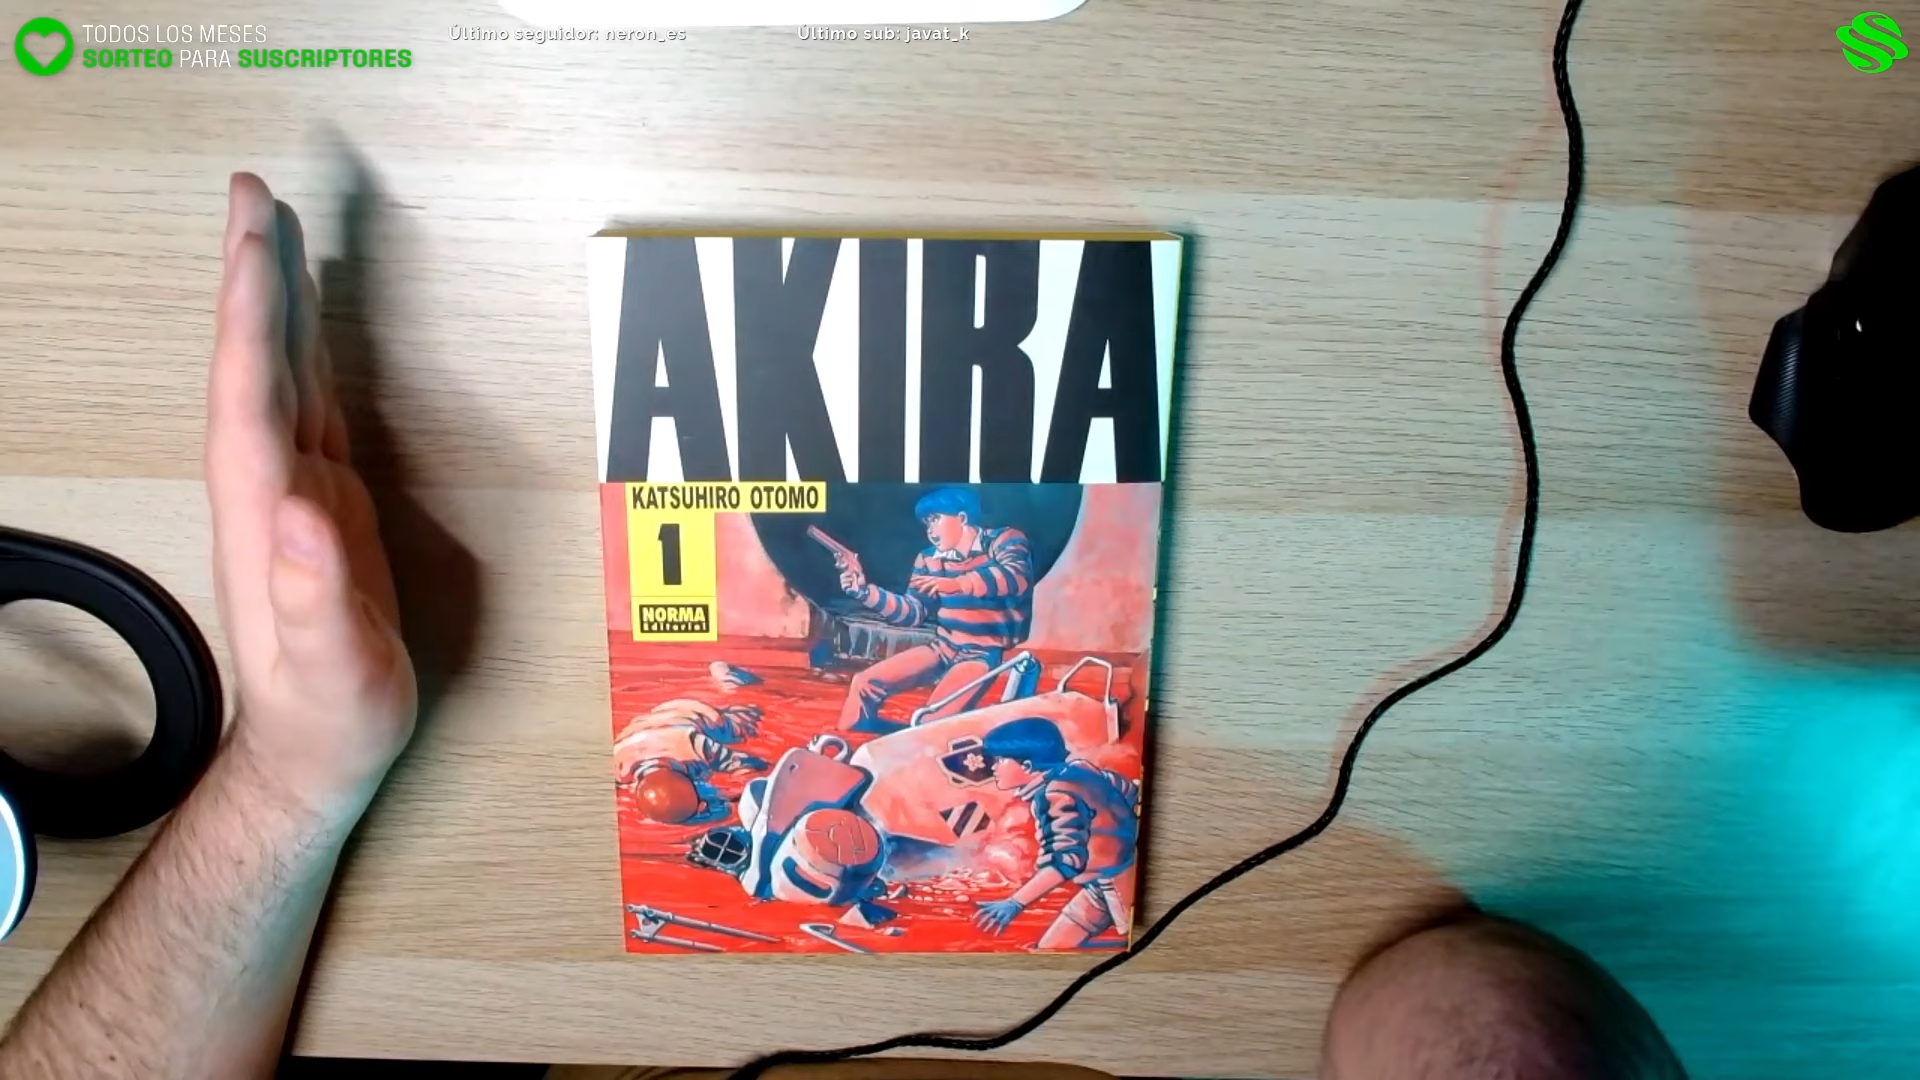 TODOS LOS MESES
SORTEO PARA SUSCRIPTORES
Último seguidor: neron_es
Último sub: javat_k
AKIRA
KATSUHIRO OTOMO
1
NORMA
Editorial